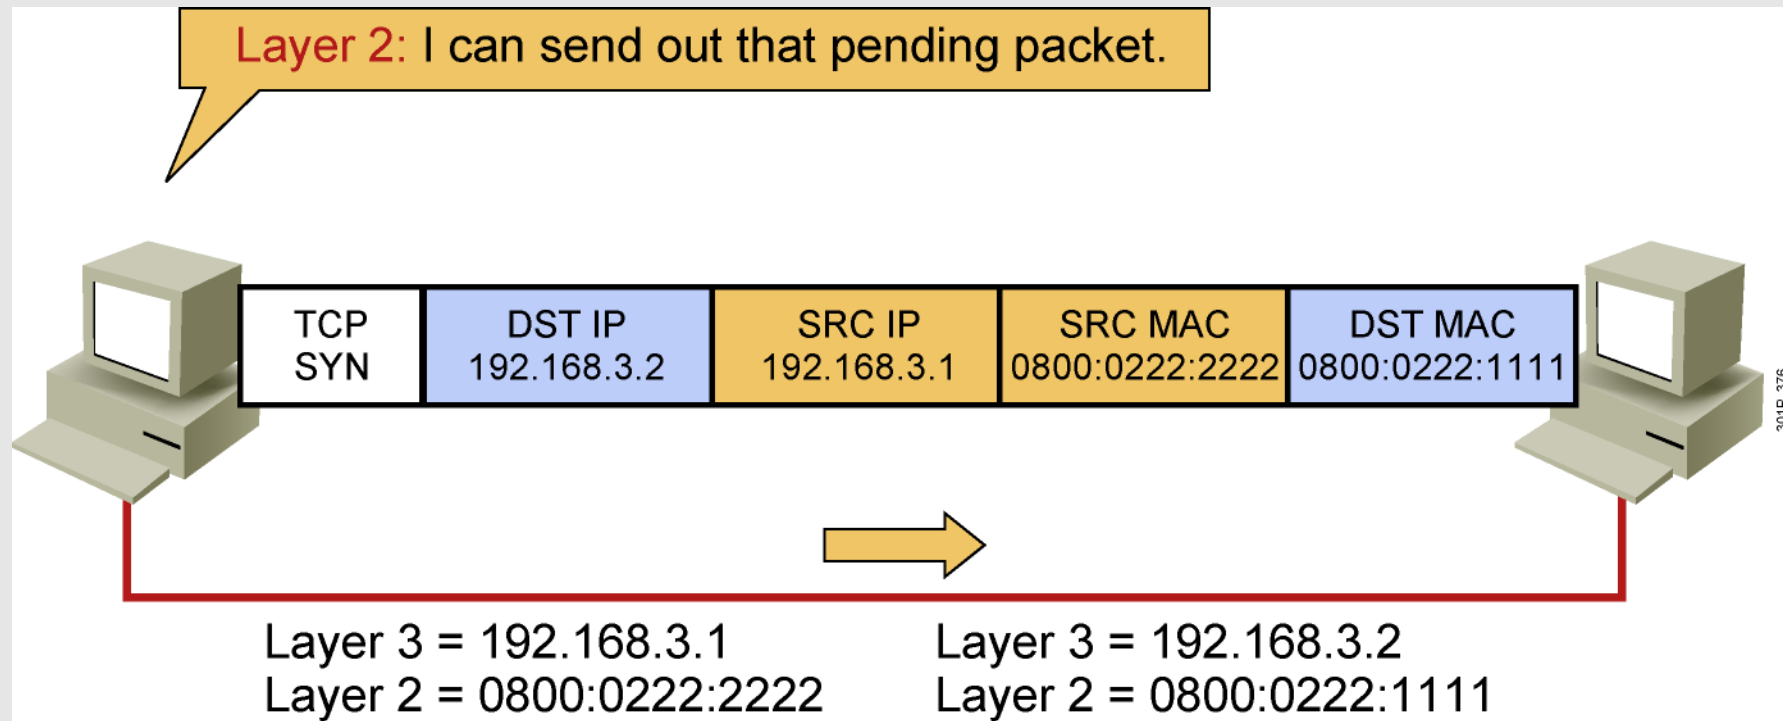 Layer 2: I can send out that pending packet.
TCP
SYN
DST IP
192.168.3.2
SRC IP
192.168.3.1
SRC MAC
0800:0222:2222
DST MAC
0800:0222:1111
301P_376
Layer 3 = 192.168.3.1
Layer 2 = 0800:0222:2222
Layer 3 = 192.168.3.2
Layer 2 = 0800:0222:1111